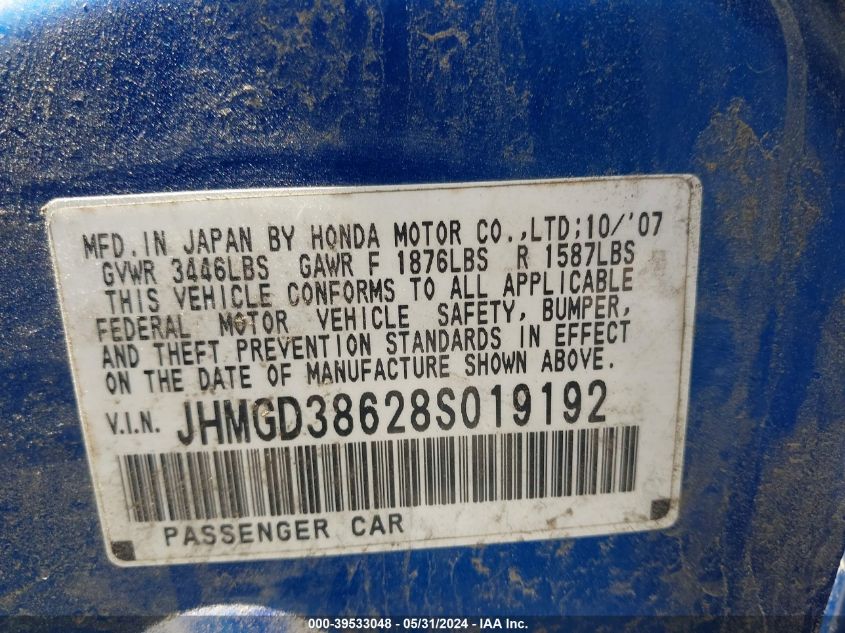 MFD. IN JAPAN BY HONDA MOTOR CO.,LTD;10/'07
GVWR 3446LBS GAWR F 1876LBS R 1587LBS
THIS VEHICLE CONFORMS TO ALL APPLICABLE
FEDERAL MOTOR VEHICLE SAFETY, BUMPER,
AND THEFT PREVENTION STANDARDS IN EFFECT
ON THE DATE OF MANUFACTURE SHOWN ABOVE.
V.I.N. JHMGD38628S019192
PASSENGER CAR
000-39533048 - 05/31/2024 - IAA Inc.